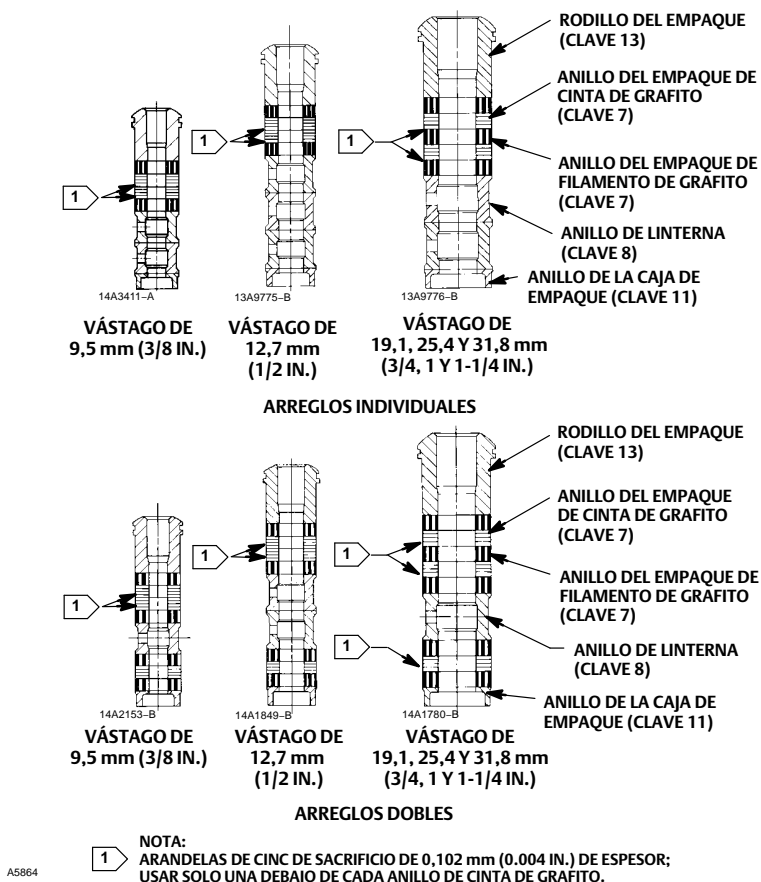 RODILLO DEL EMPAQUE
(CLAVE 13)
ANILLO DEL EMPAQUE DE
CINTA DE GRAFITO
(CLAVE 7)
1
1
1
ANILLO DEL EMPAQUE DE
FILAMENTO DE GRAFITO
(CLAVE 7)
ANILLO DE LINTERNA
(CLAVE 8)
ANILLO DE LA CAJA DE
EMPAQUE (CLAVE 11)
14A3411−A
13A9775−B
13A9776−B
VÁSTAGO DE
9,5 mm (3/8 IN.)
VÁSTAGO DE
12,7 mm
(1/2 IN.)
VÁSTAGO DE
19,1, 25,4 Y 31,8 mm
(3/4, 1 Y 1-1/4 IN.)
ARREGLOS INDIVIDUALES
RODILLO DEL EMPAQUE
(CLAVE 13)
ANILLO DEL EMPAQUE
DE CINTA DE GRAFITO
(CLAVE 7)
1
1
1
ANILLO DEL EMPAQUE DE
FILAMENTO DE GRAFITO
(CLAVE 7)
1
ANILLO DE LINTERNA
(CLAVE 8)
ANILLO DE LA CAJA DE
EMPAQUE (CLAVE 11)
14A2153−B
14A1849−B
14A1780−B
VÁSTAGO DE
9,5 mm (3/8 IN.)
VÁSTAGO DE
12,7 mm
(1/2 IN.)
VÁSTAGO DE
19,1, 25,4 Y 31,8 mm
(3/4, 1 Y 1-1/4 IN.)
ARREGLOS DOBLES
NOTA:
1 ARANDELAS DE CINC DE SACRIFICIO DE 0,102 mm (0.004 IN.) DE ESPESOR;
USAR SOLO UNA DEBAJO DE CADA ANILLO DE CINTA DE GRAFITO.
A5864